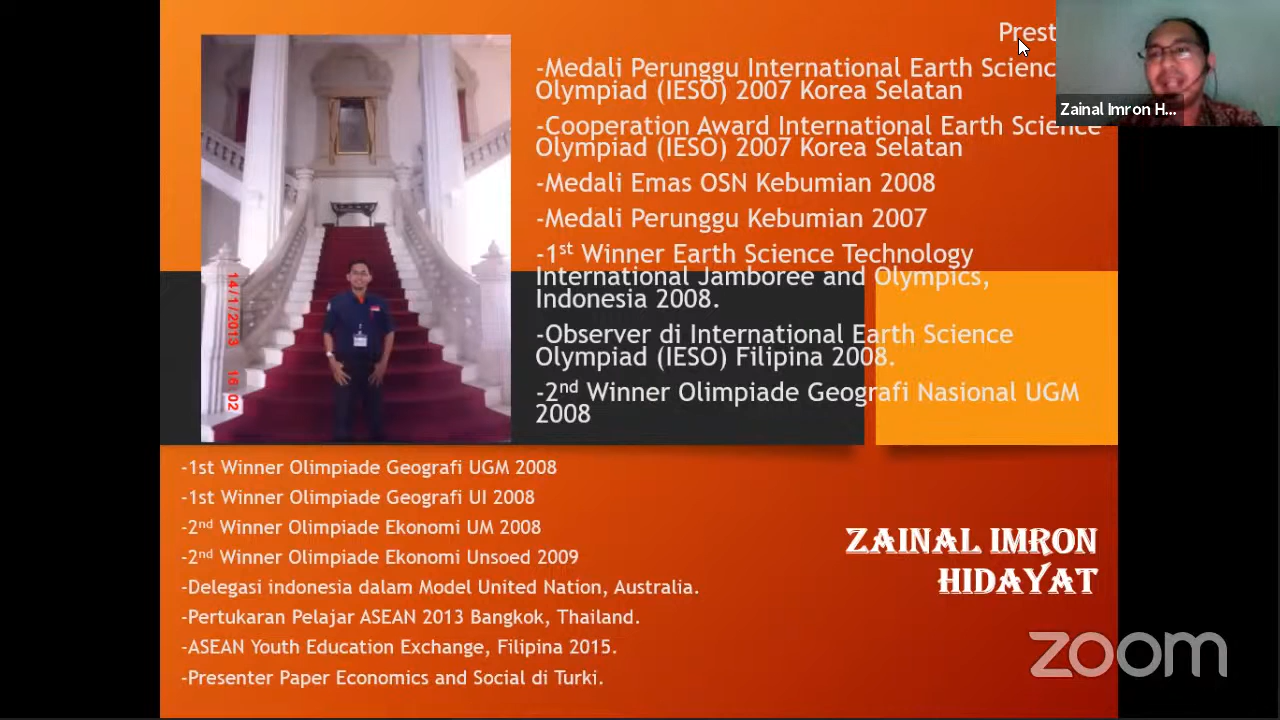 Prest
-Medali Perunggu International Earth Scienc
Olympiad (IESO) 2007 Korea Selatan
-Cooperation Award International Earth Science
Olympiad (IESO) 2007 Korea Selatan
-Medali Emas OSN Kebumian 2008
-Medali Perunggu Kebumian 2007
-1st Winner Earth Science Technology
International Jamboree and Olympics,
Indonesia 2008.
-Observer di International Earth Science
Olympiad (IESO) Filipina 2008.
-2nd Winner Olimpiade Geografi Nasional UGM
2008
Zainal Imron H...
14/1/2013 16 02
-1st Winner Olimpiade Geografi UGM 2008
-1st Winner Olimpiade Geografi UI 2008
-2nd Winner Olimpiade Ekonomi UM 2008
-2nd Winner Olimpiade Ekonomi Unsoed 2009
-Delegasi indonesia dalam Model United Nation, Australia.
-Pertukaran Pelajar ASEAN 2013 Bangkok, Thailand.
-ASEAN Youth Education Exchange, Filipina 2015.
-Presenter Paper Economics and Social di Turki.
ZAINAL IMRON
HIDAYAT
zoom